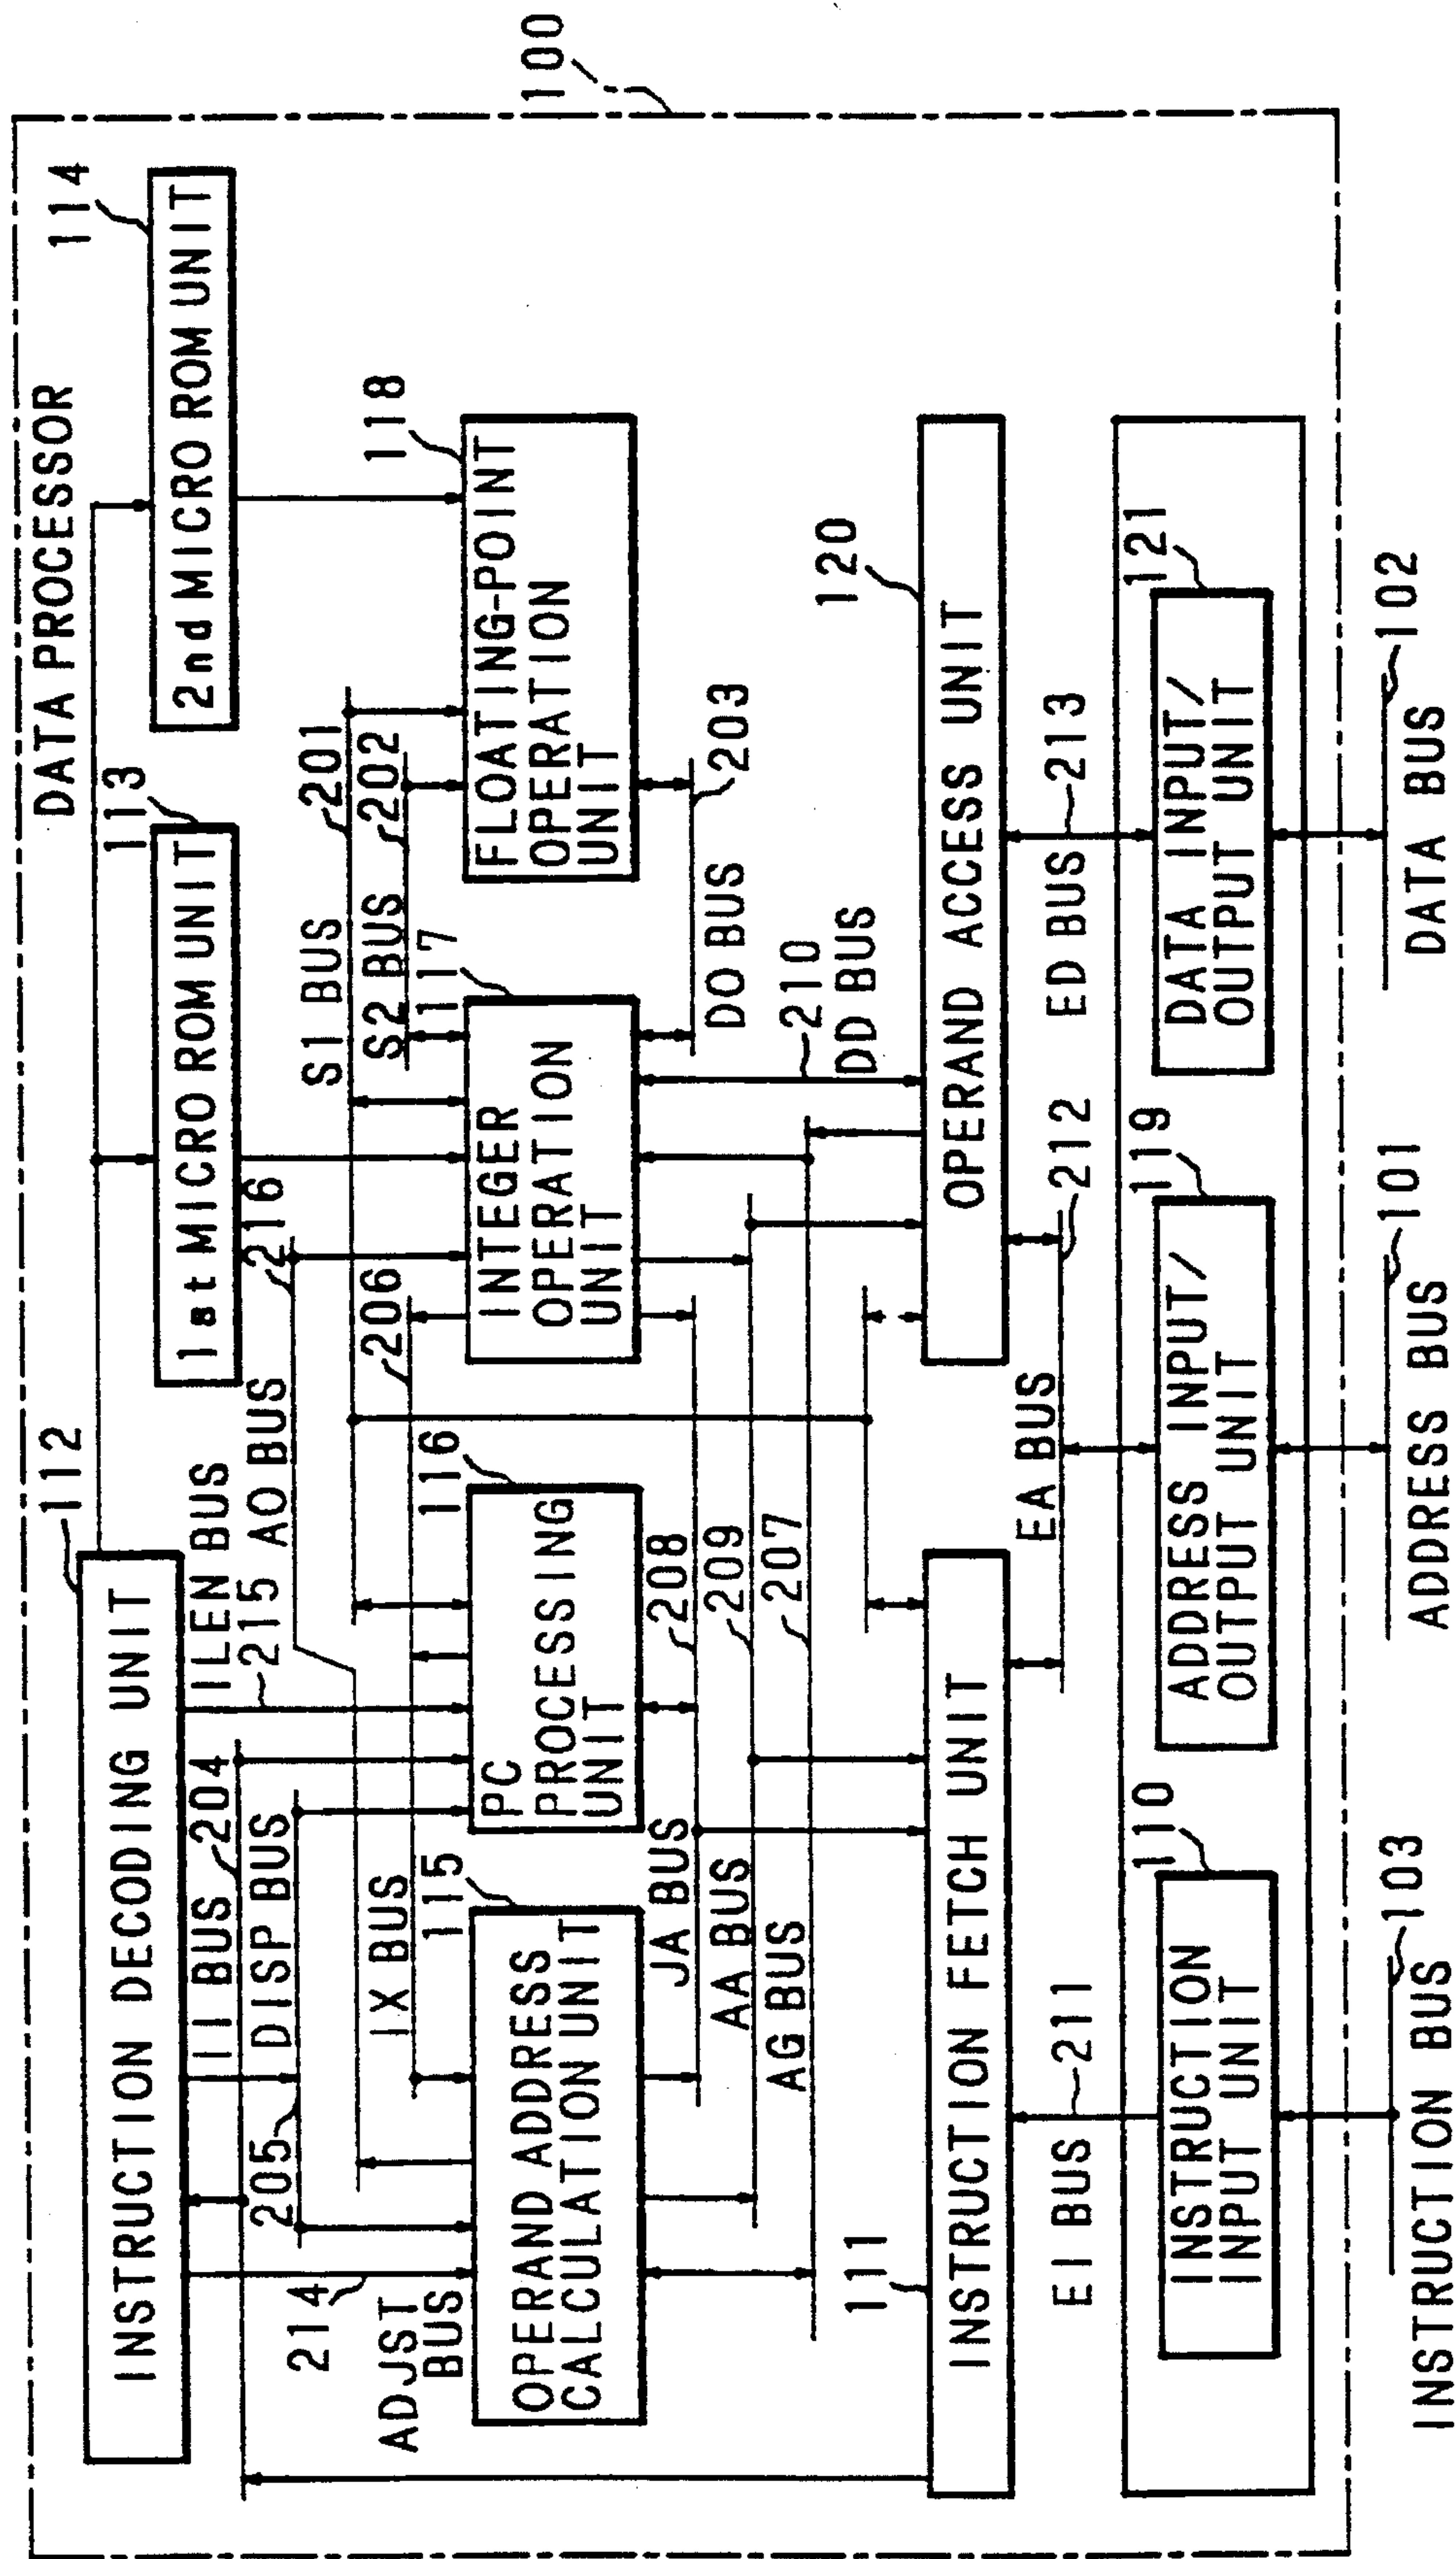 100
DATA PROCESSOR
112
INSTRUCTION DECODING UNIT
113
1st MICRO ROM UNIT
114
2nd MICRO ROM UNIT
II BUS
204
ILEN BUS
215
AO BUS
216
205
DISP BUS
214
ADJST
BUS
IX BUS
206
S1 BUS
201
S2 BUS
202
115
OPERAND ADDRESS
CALCULATION UNIT
116
PC
PROCESSING
UNIT
117
INTEGER
OPERATION
UNIT
118
FLOATING-POINT
OPERATION
UNIT
JA BUS
208
AA BUS
209
AG BUS
207
DO BUS
203
210
DD BUS
111
INSTRUCTION FETCH UNIT
120
OPERAND ACCESS UNIT
EI BUS
211
EA BUS
212
ED BUS
213
110
INSTRUCTION
INPUT UNIT
119
ADDRESS INPUT/
OUTPUT UNIT
121
DATA INPUT/
OUTPUT UNIT
103
INSTRUCTION BUS
101
ADDRESS BUS
102
DATA BUS